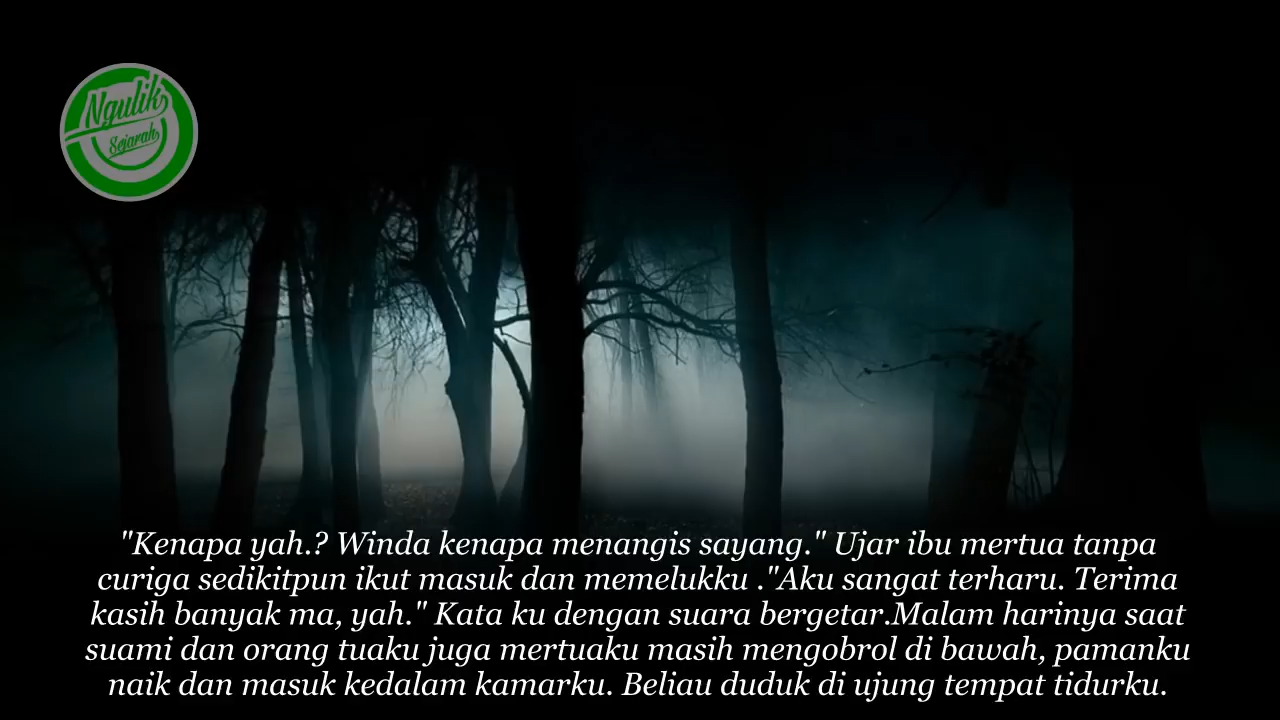 Ngulik
Sejarah
"Kenapa yah.? Winda kenapa menangis sayang." Ujar ibu mertua tanpa
curiga sedikitpun ikut masuk dan memelukku ."Aku sangat terharu. Terima
kasih banyak ma, yah." Kata ku dengan suara bergetar.Malam harinya saat
suami dan orang tuaku juga mertuaku masih mengobrol di bawah, pamanku
naik dan masuk kedalam kamarku. Beliau duduk di ujung tempat tidurku.